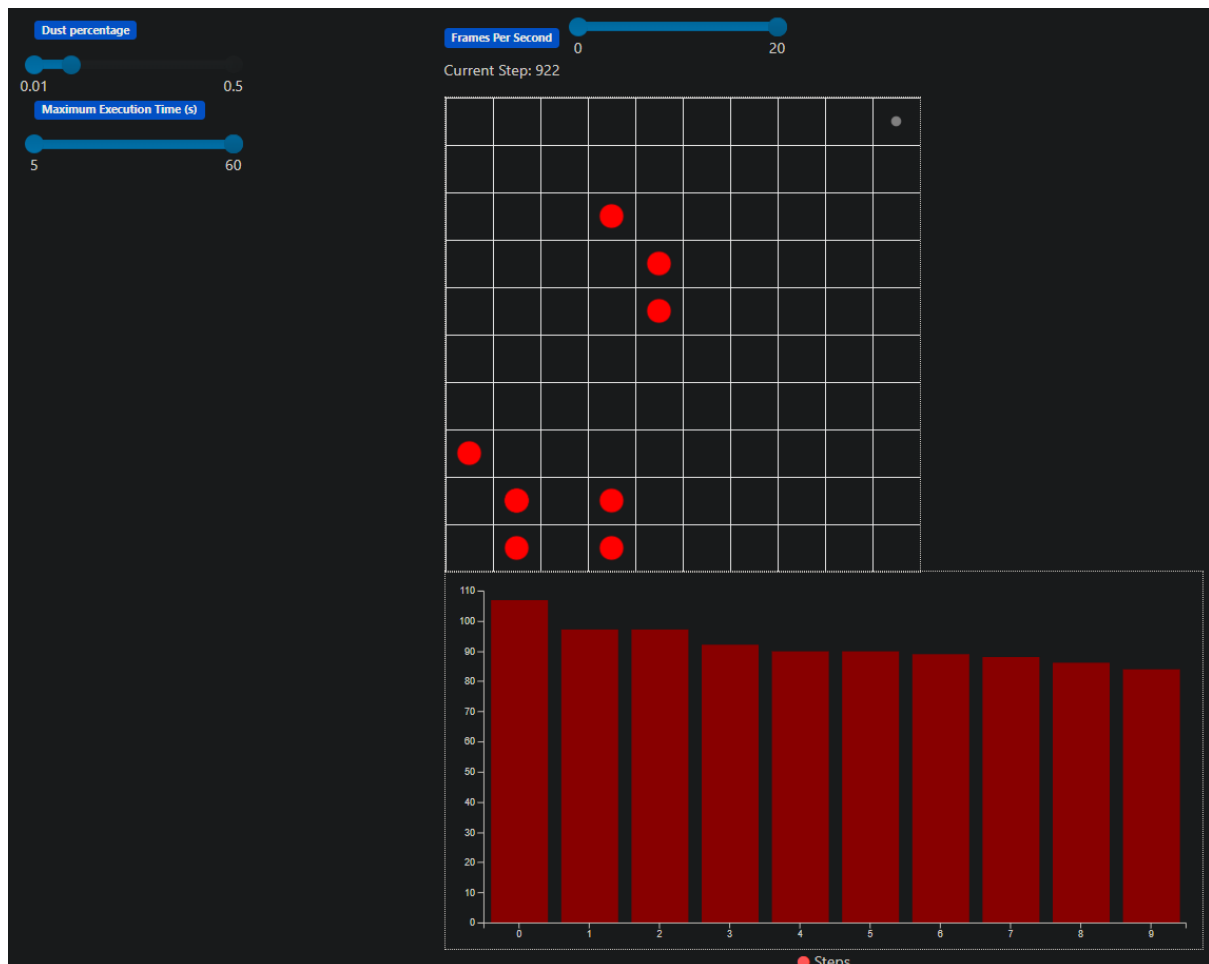 Dust percentage
0.01 0.5
Maximum Execution Time (s)
5 60
Frames Per Second
0 20
Current Step: 922
110
100
90
80
70
60
50
40
30
20
10
0
0 1 2 3 4 5 6 7 8 9
Steps